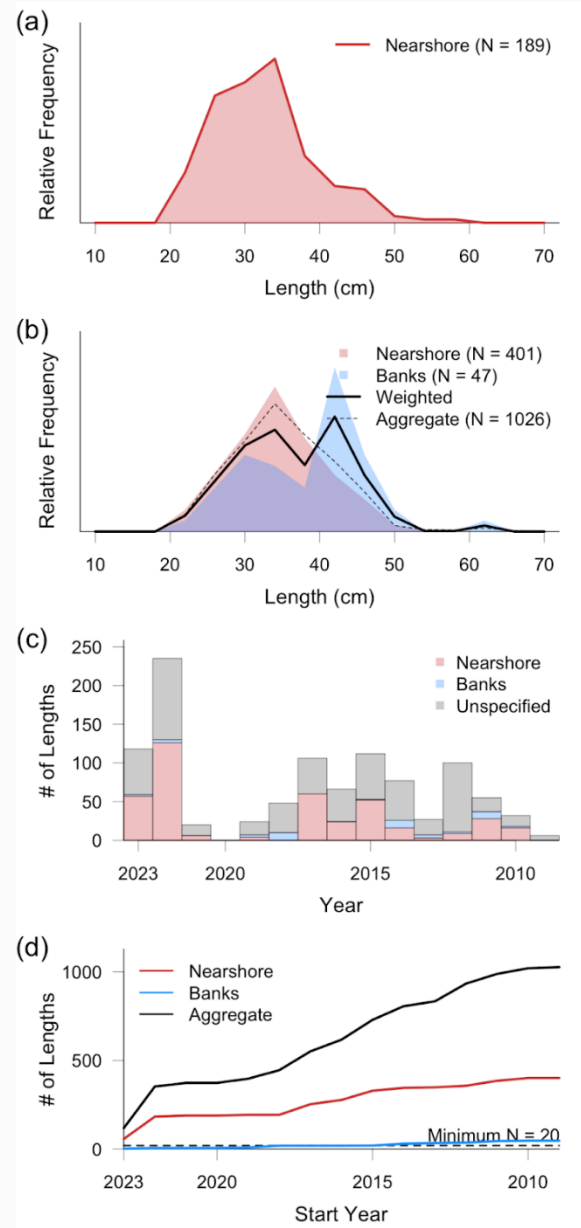 (a)
Nearshore (N = 189)
Relative Frequency
10 20 30 40 50 60 70
Length (cm)
(b)
Nearshore (N = 401)
Banks (N = 47)
Weighted
Aggregate (N = 1026)
Relative Frequency
10 20 30 40 50 60 70
Length (cm)
(c)
250
200
150
100
50
0
# of Lengths
Nearshore
Banks
Unspecified
2023 2020 2015 2010
Year
(d)
1000
500
0
# of Lengths
Nearshore
Banks
Aggregate
Minimum N = 20
2023 2020 2015 2010
Start Year